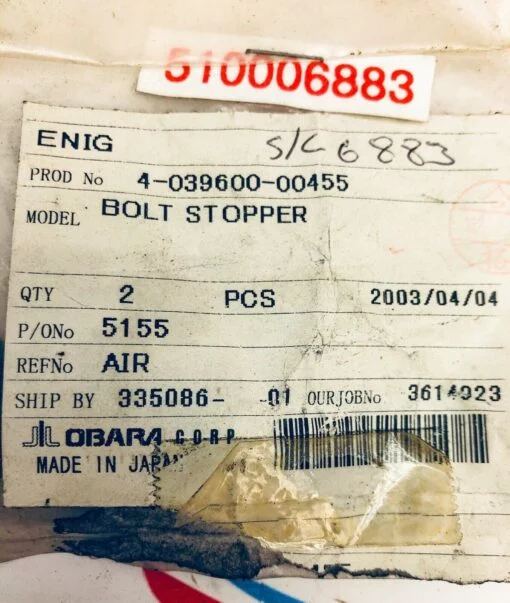 510006883
ENIG S/C 6883
PROD No 4-039600-00455
MODEL BOLT STOPPER
QTY 2 PCS 2003/04/04
P/ONo 5155
REFNo AIR
SHIP BY 335086- -01 OURJOBNo 3614923
OBARA CORP
MADE IN JAPAN